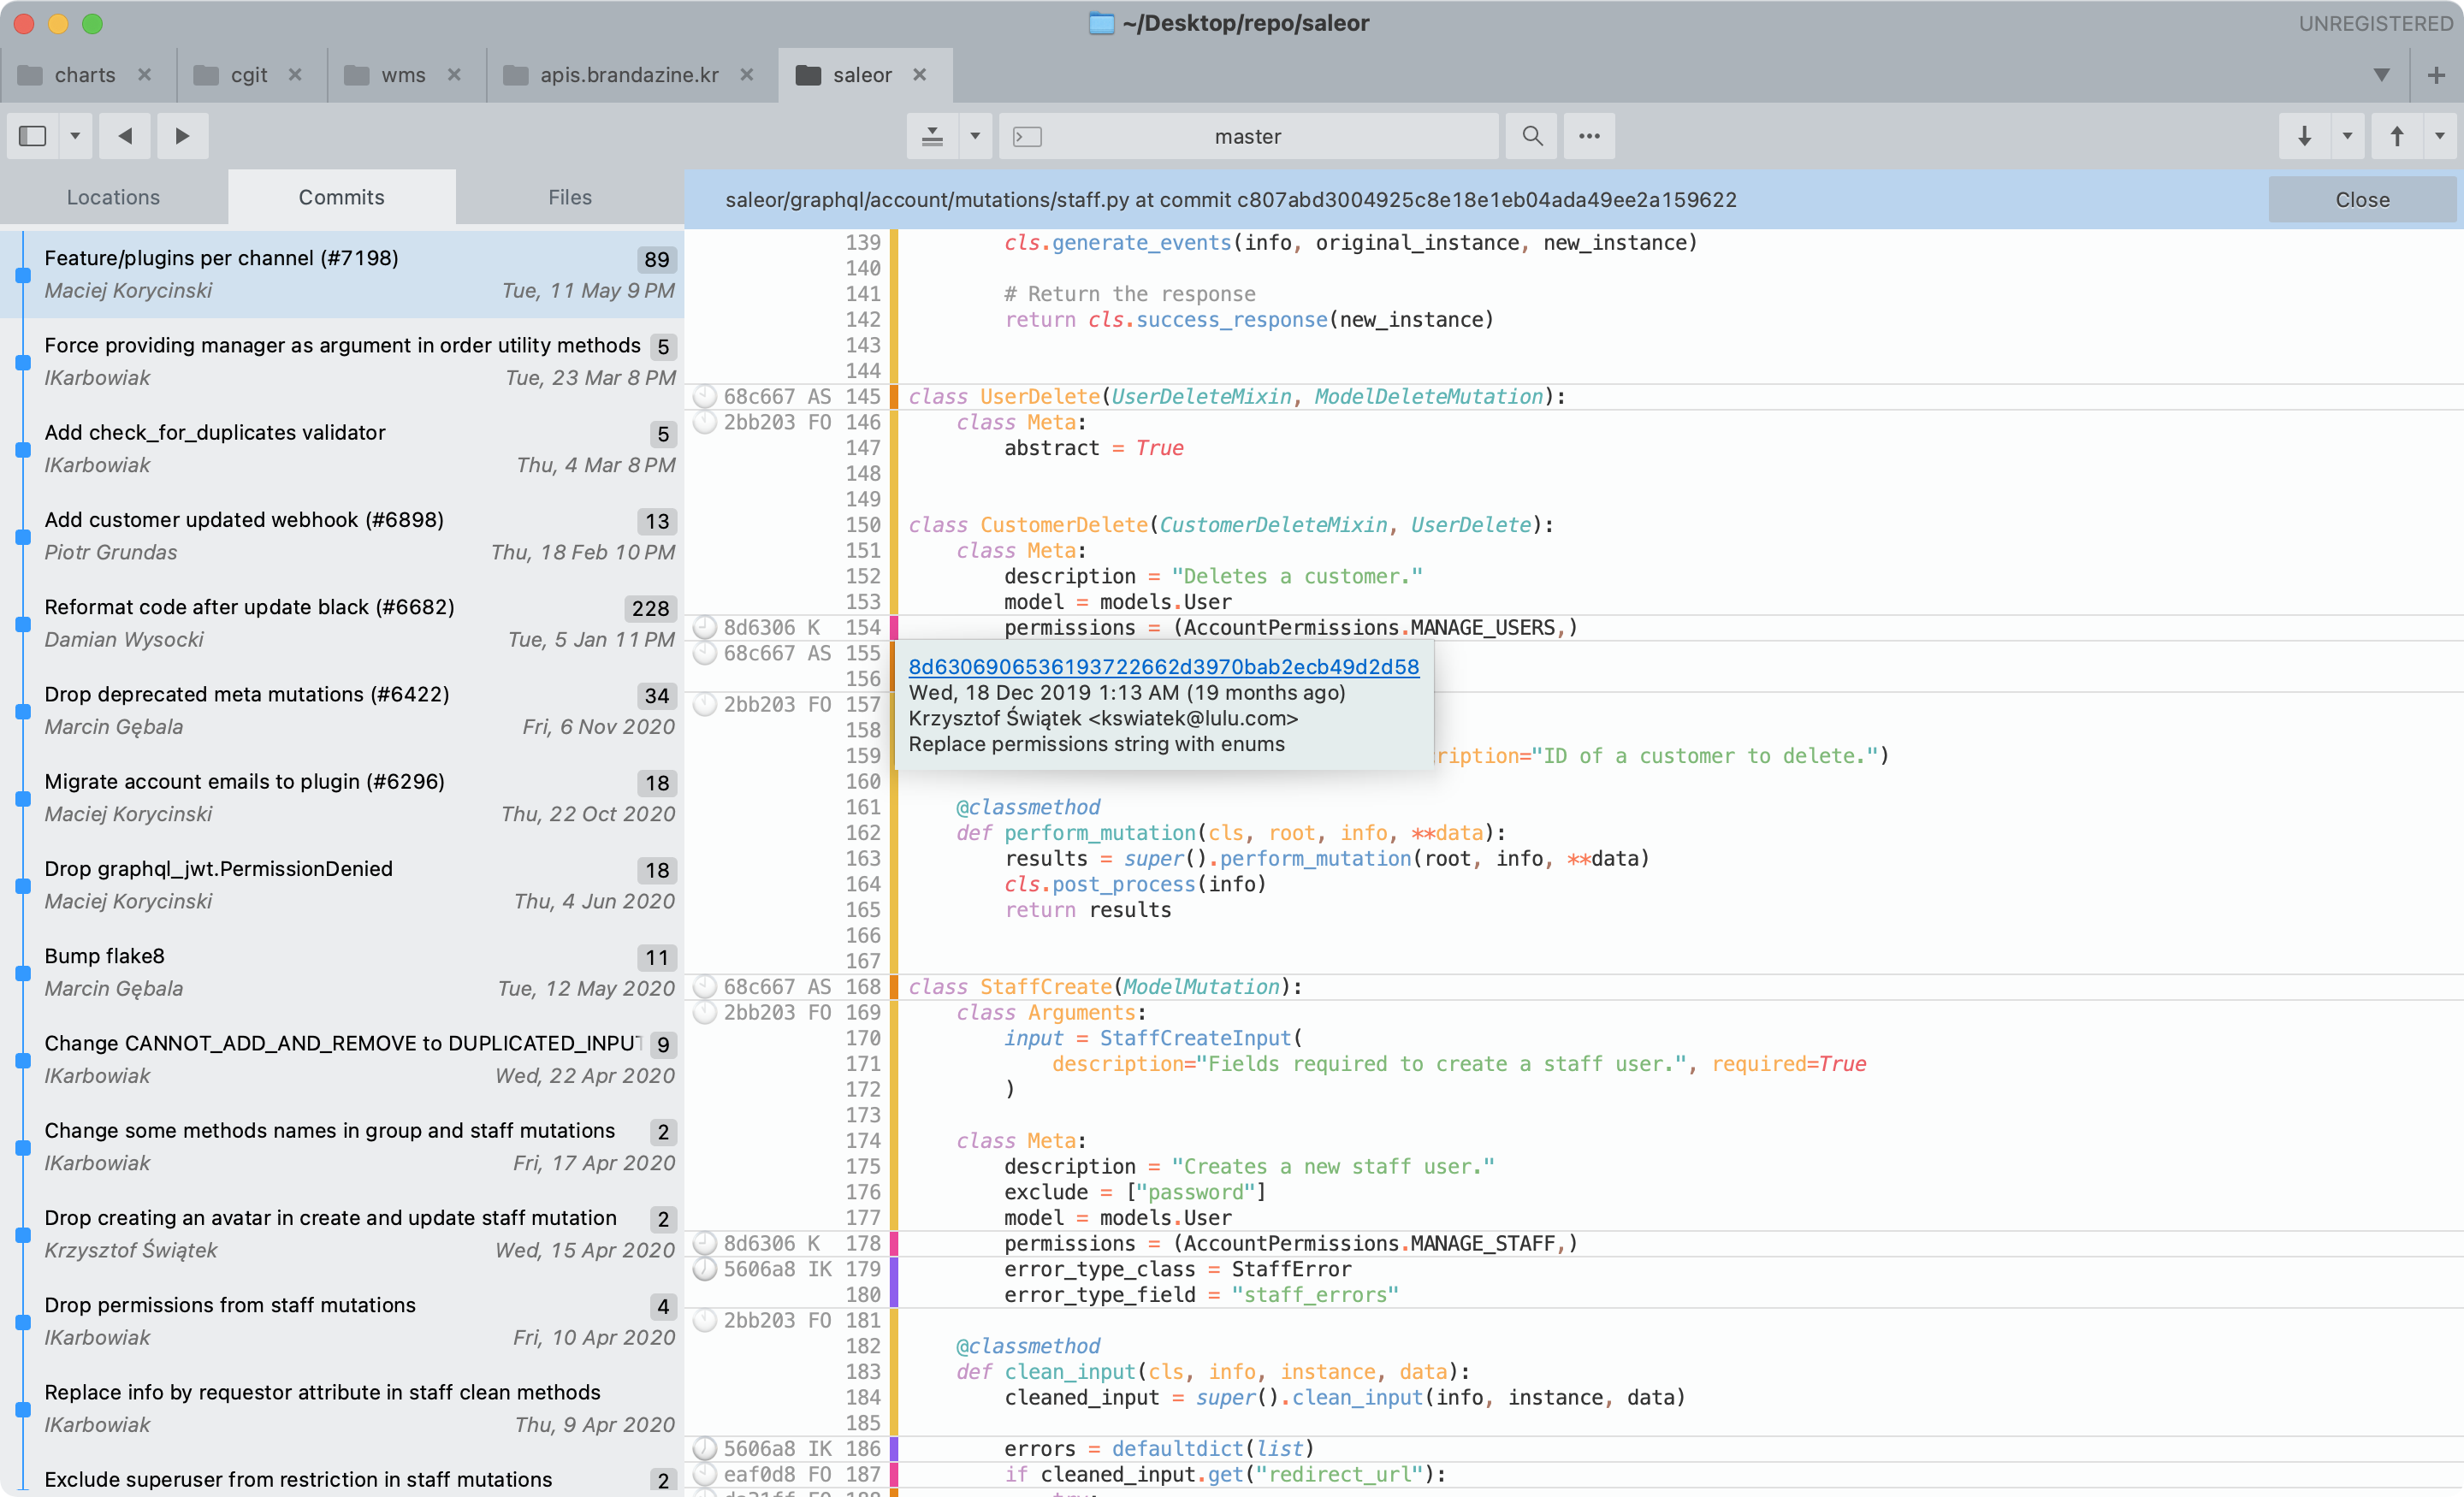 ~/Desktop/repo/saleor
UNREGISTERED
charts × cgit × wms × apis.brandazine.kr × saleor ×
master
Locations Commits Files
saleor/graphql/account/mutations/staff.py at commit c807abd3004925c8e18e1eb04ada49ee2a159622
Close
Feature/plugins per channel (#7198) 89
Maciej Korycinski Tue, 11 May 9 PM
Force providing manager as argument in order utility methods 5
IKarbowiak Tue, 23 Mar 8 PM
Add check_for_duplicates validator 5
IKarbowiak Thu, 4 Mar 8 PM
Add customer updated webhook (#6898) 13
Piotr Grundas Thu, 18 Feb 10 PM
Reformat code after update black (#6682) 228
Damian Wysocki Tue, 5 Jan 11 PM
Drop deprecated meta mutations (#6422) 34
Marcin Gębala Fri, 6 Nov 2020
Migrate account emails to plugin (#6296) 18
Maciej Korycinski Thu, 22 Oct 2020
Drop graphql_jwt.PermissionDenied 18
Maciej Korycinski Thu, 4 Jun 2020
Bump flake8 11
Marcin Gębala Tue, 12 May 2020
Change CANNOT_ADD_AND_REMOVE to DUPLICATED_INPUT 9
IKarbowiak Wed, 22 Apr 2020
Change some methods names in group and staff mutations 2
IKarbowiak Fri, 17 Apr 2020
Drop creating an avatar in create and update staff mutation 2
Krzysztof Świątek Wed, 15 Apr 2020
Drop permissions from staff mutations 4
IKarbowiak Fri, 10 Apr 2020
Replace info by requestor attribute in staff clean methods
IKarbowiak Thu, 9 Apr 2020
Exclude superuser from restriction in staff mutations 2
139 cls.generate_events(info, original_instance, new_instance)
140
141 # Return the response
142 return cls.success_response(new_instance)
143
144
68c667 AS 145 class UserDelete(UserDeleteMixin, ModelDeleteMutation):
2bb203 FO 146 class Meta:
147 abstract = True
148
149
150 class CustomerDelete(CustomerDeleteMixin, UserDelete):
151 class Meta:
152 description = "Deletes a customer."
153 model = models.User
8d6306 K 154 permissions = (AccountPermissions.MANAGE_USERS,)
68c667 AS 155
156
2bb203 FO 157
158
159 ription="ID of a customer to delete.")
8d6306906536193722662d3970bab2ecb49d2d58
Wed, 18 Dec 2019 1:13 AM (19 months ago)
Krzysztof Świątek <kswiatek@lulu.com>
Replace permissions string with enums
160
161 @classmethod
162 def perform_mutation(cls, root, info, **data):
163 results = super().perform_mutation(root, info, **data)
164 cls.post_process(info)
165 return results
166
167
68c667 AS 168 class StaffCreate(ModelMutation):
2bb203 FO 169 class Arguments:
170 input = StaffCreateInput(
171 description="Fields required to create a staff user.", required=True
172 )
173
174 class Meta:
175 description = "Creates a new staff user."
176 exclude = ["password"]
177 model = models.User
8d6306 K 178 permissions = (AccountPermissions.MANAGE_STAFF,)
5606a8 IK 179 error_type_class = StaffError
180 error_type_field = "staff_errors"
2bb203 FO 181
182 @classmethod
183 def clean_input(cls, info, instance, data):
184 cleaned_input = super().clean_input(info, instance, data)
185
5606a8 IK 186 errors = defaultdict(list)
eaf0d8 FO 187 if cleaned_input.get("redirect_url"):